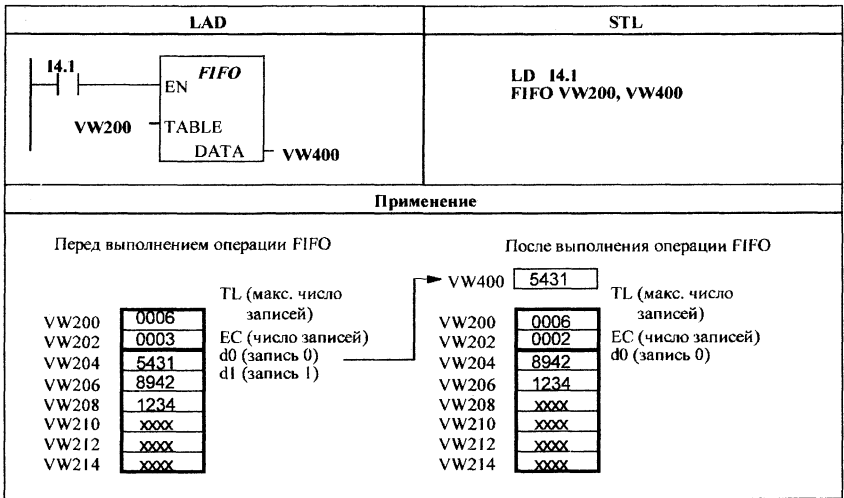 LAD
STL
I4.1
FIFO
EN
VW200
TABLE
DATA
VW400
LD I4.1
FIFO VW200, VW400
Применение
Перед выполнением операции FIFO
TL (макс. число
записей)
VW200 0006
VW202 0003 EC (число записей)
VW204 5431 d0 (запись 0)
VW206 8942 d1 (запись 1)
VW208 1234
VW210 xxxx
VW212 xxxx
VW214 xxxx
После выполнения операции FIFO
VW400 5431
TL (макс. число
записей)
VW200 0006
VW202 0002 EC (число записей)
VW204 8942 d0 (запись 0)
VW206 1234
VW208 xxxx
VW210 xxxx
VW212 xxxx
VW214 xxxx